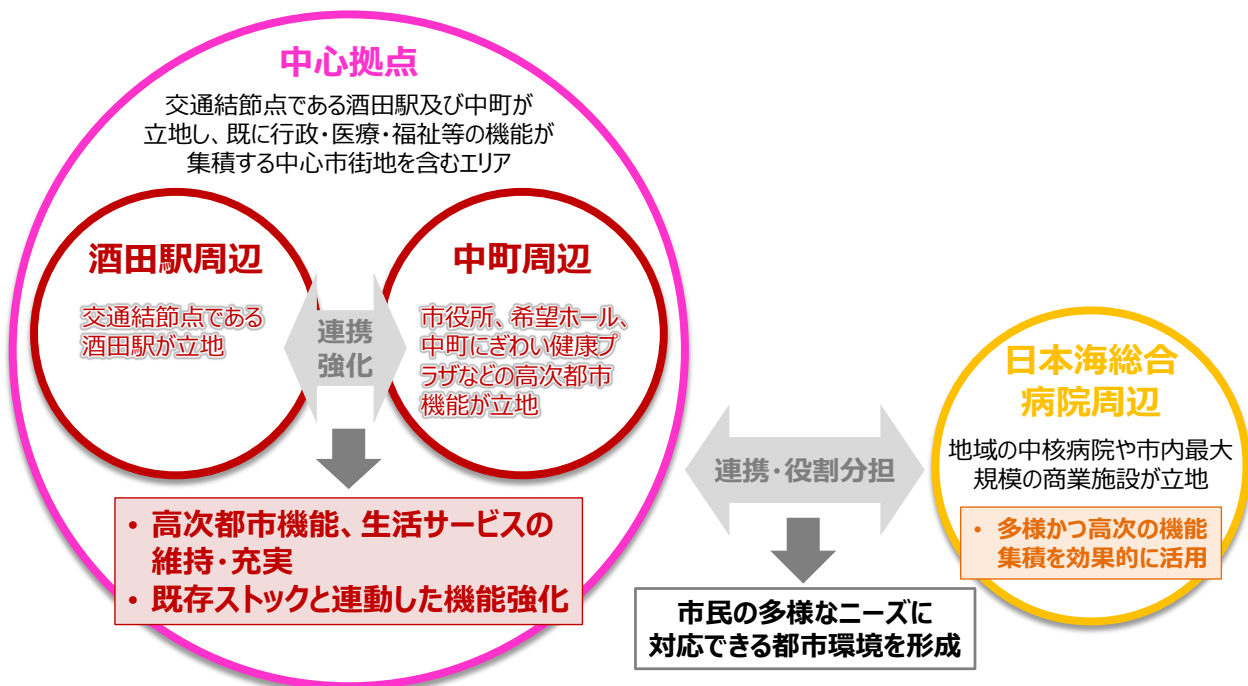 中心拠点
交通結節点である酒田駅及び中町が
立地し、既に行政・医療・福祉等の機能が
集積する中心市街地を含むエリア
酒田駅周辺
交通結節点である
酒田駅が立地
連携
強化
中町周辺
市役所、希望ホール、
中町にぎわい健康プ
ラザなどの高次都市
機能が立地
• 高次都市機能、生活サービスの
維持・充実
• 既存ストックと連動した機能強化
連携・役割分担
市民の多様なニーズに
対応できる都市環境を形成
日本海総合
病院周辺
地域の中核病院や市内最大
規模の商業施設が立地
• 多様かつ高次の機能
集積を効果的に活用